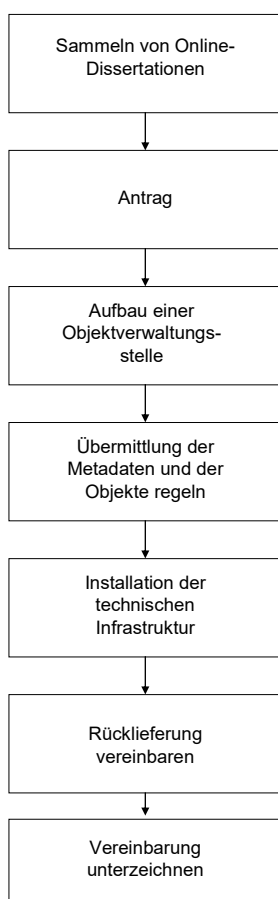 Sammeln von Online-
Dissertationen
Antrag
Aufbau einer
Objektverwaltungs-
stelle
Übermittlung der
Metadaten und der
Objekte regeln
Installation der
technischen
Infrastruktur
Rücklieferung
vereinbaren
Vereinbarung
unterzeichnen